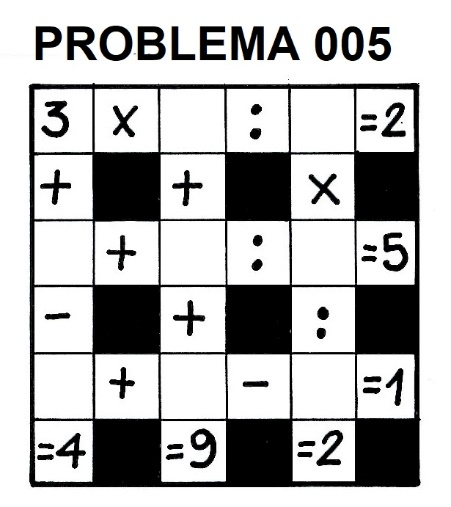 PROBLEMA 005
3 x : =2
+ + x
+ : =5
- + :
+ - =1
=4 =9 =2